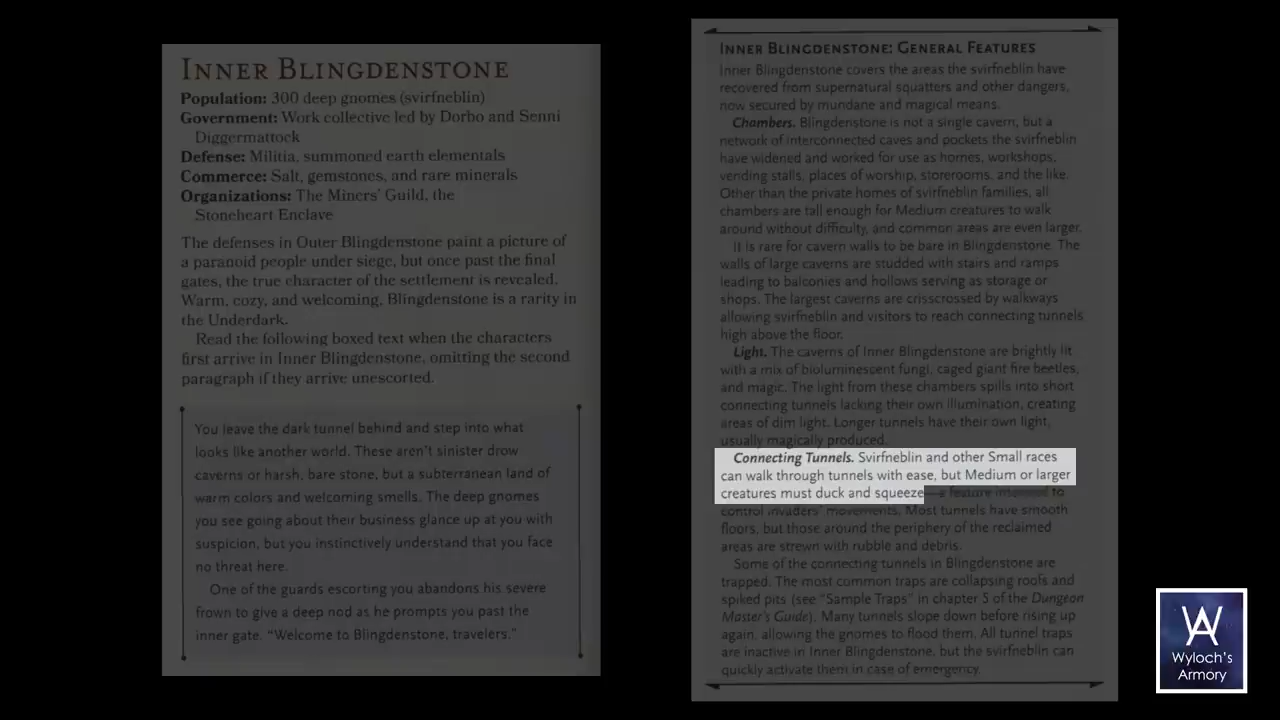 INNER BLINGDENSTONE
Population: 300 deep gnomes (svirfneblin)
Government: Work collective led by Dorbo and Senni
Diggermattock
Defense: Militia, summoned earth elementals
Commerce: Salt, gemstones, and rare minerals
Organizations: The Miners' Guild, the
Stoneheart Enclave
The defenses in Outer Blingdenstone paint a picture of
a paranoid people under siege, but once past the final
gates, the true character of the settlement is revealed.
Warm, cozy, and welcoming, Blingdenstone is a rarity in
the Underdark.
Read the following boxed text when the characters
first arrive in Inner Blingdenstone, omitting the second
paragraph if they arrive unescorted.
You leave the dark tunnel behind and step into what
looks like another world. These aren't sinister drow
caverns or harsh, bare stone, but a subterranean land of
warm colors and welcoming smells. The deep gnomes
you see going about their business glance up at you with
suspicion, but you instinctively understand that you face
no threat here.
One of the guards escorting you abandons his severe
frown to give a deep nod as he prompts you past the
inner gate. "Welcome to Blingdenstone, travelers."
INNER BLINGDENSTONE: GENERAL FEATURES
Inner Blingdenstone covers the areas the svirfneblin have
recovered from supernatural squatters and other dangers,
now secured by mundane and magical means.
Chambers. Blingdenstone is not a single cavern, but a
network of interconnected caves and pockets the svirfneblin
have widened and worked for use as homes, workshops,
vending stalls, places of worship, storerooms, and the like.
Other than the private homes of svirfneblin families, all
chambers are tall enough for Medium creatures to walk
around without difficulty, and common areas are even larger.
It is rare for cavern walls to be bare in Blingdenstone. The
walls of large caverns are studded with stairs and ramps
leading to balconies and hollows serving as storage or
shops. The largest caverns are crisscrossed by walkways
allowing svirfneblin and visitors to reach connecting tunnels
high above the floor.
Light. The caverns of Inner Blingdenstone are brightly lit
with a mix of bioluminescent fungi, caged giant fire beetles,
and magic. The light from these chambers spills into short
connecting tunnels lacking their own illumination, creating
areas of dim light. Longer tunnels have their own light,
usually magically produced.
Connecting Tunnels. Svirfneblin and other Small races
can walk through tunnels with ease, but Medium or larger
creatures must duck and squeeze—a feature intended to
control invaders' movements. Most tunnels have smooth
floors, but those around the periphery of the reclaimed
areas are strewn with rubble and debris.
Some of the connecting tunnels in Blingdenstone are
trapped. The most common traps are collapsing roofs and
spiked pits (see "Sample Traps" in chapter 5 of the Dungeon
Master's Guide). Many tunnels slope down before rising up
again, allowing the gnomes to flood them. All tunnel traps
are inactive in Inner Blingdenstone, but the svirfneblin can
quickly activate them in case of emergency.
WA
Wyloch's
Armory